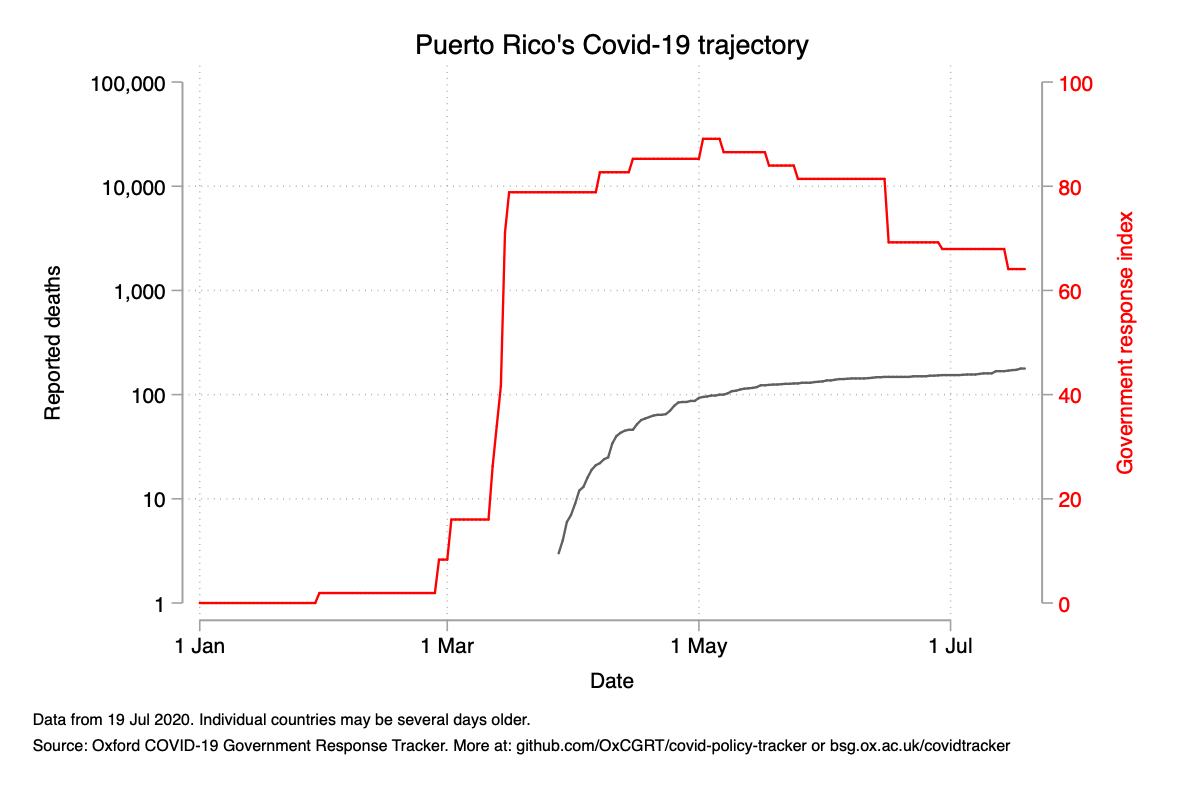 Puerto Rico's Covid-19 trajectory
100,000
10,000
1,000
100
10
1
Reported deaths
100
80
60
40
20
0
Government response index
1 Jan
1 Mar
1 May
1 Jul
Date
Data from 19 Jul 2020. Individual countries may be several days older.
Source: Oxford COVID-19 Government Response Tracker. More at: github.com/OxCGRT/covid-policy-tracker or bsg.ox.ac.uk/covidtracker